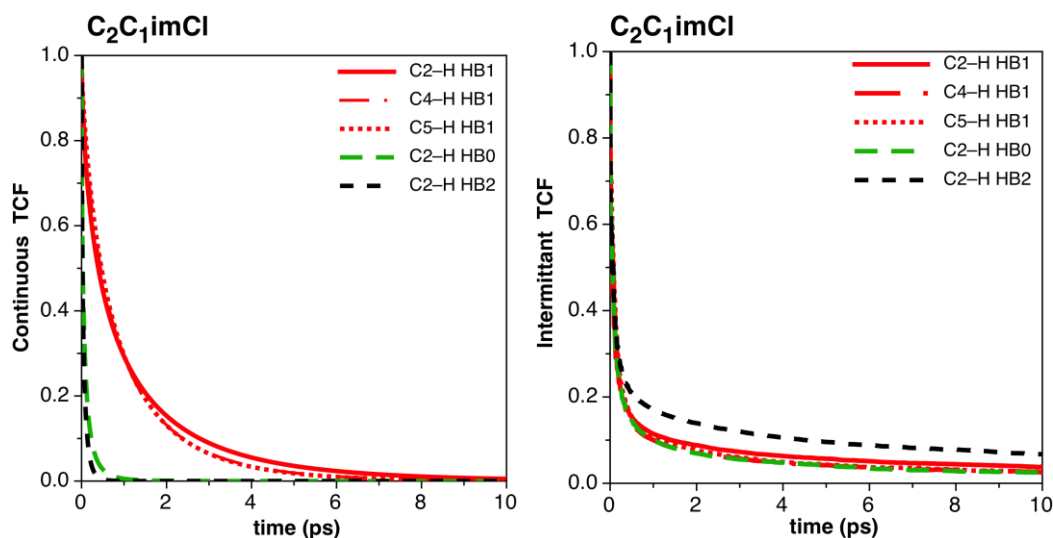 C₂C₁imCl
1.0
0.8
0.6
0.4
0.2
0.0
Continuous TCF
0
2
4
6
8
10
time (ps)
C2–H HB1
C4–H HB1
C5–H HB1
C2–H HB0
C2–H HB2
C₂C₁imCl
1.0
0.8
0.6
0.4
0.2
0.0
Intermittant TCF
0
2
4
6
8
10
time (ps)
C2–H HB1
C4–H HB1
C5–H HB1
C2–H HB0
C2–H HB2